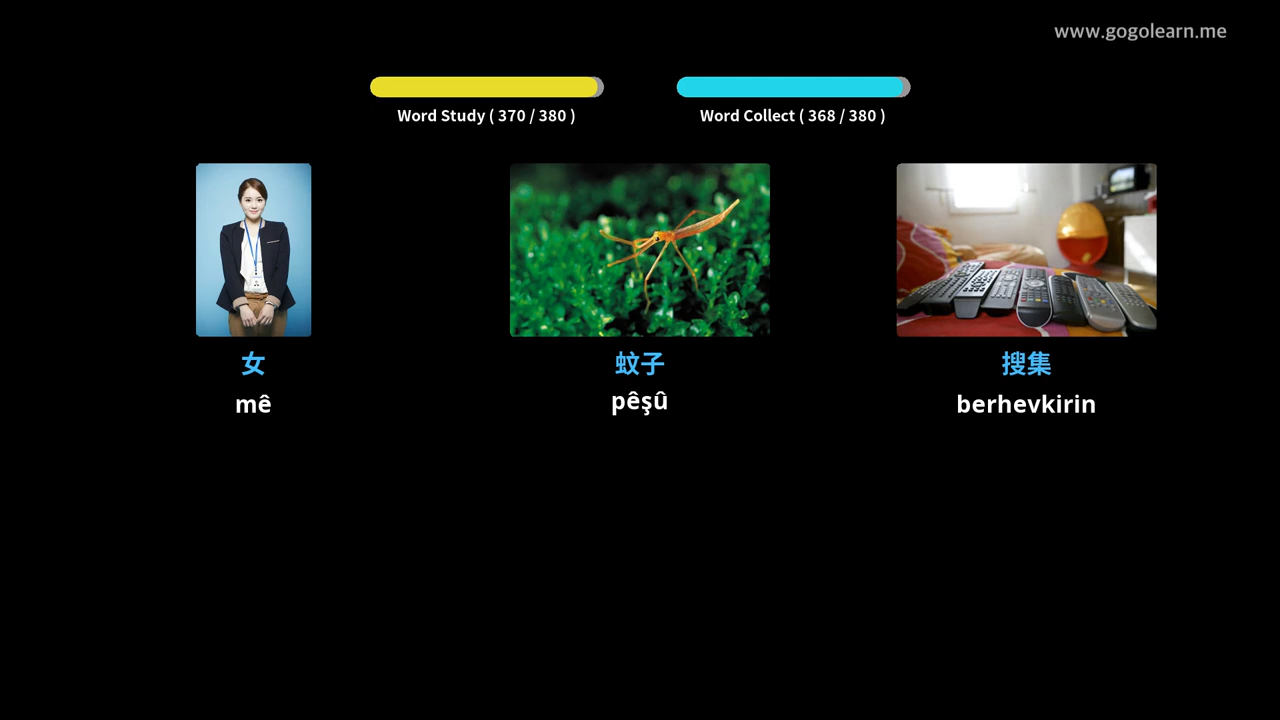 www.gogolearn.me
Word Study ( 370 / 380 )
Word Collect ( 368 / 380 )
女
蚊子
搜集
mê
pêşû
berhevkirin